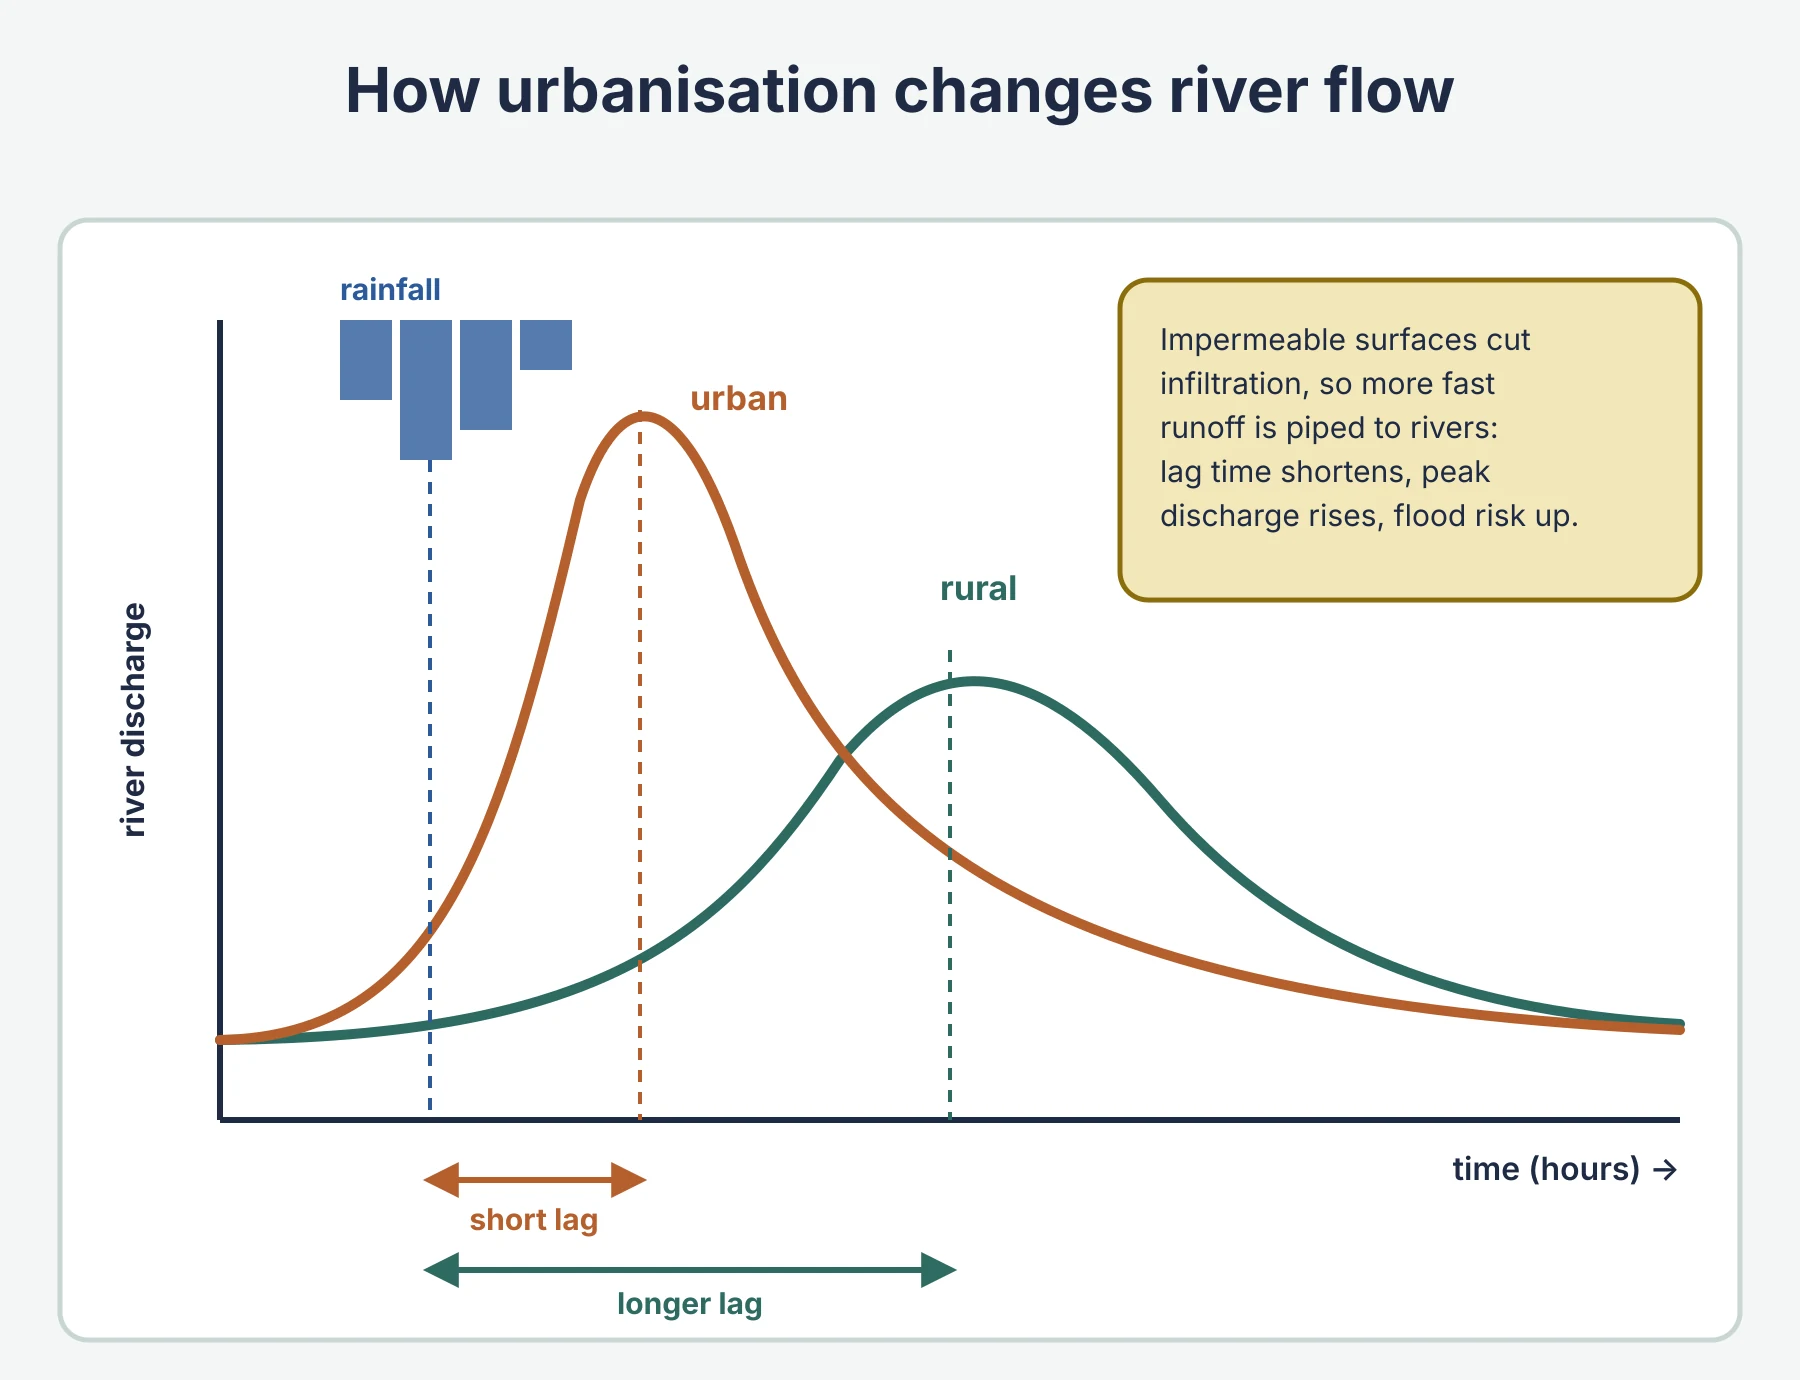 How urbanisation changes river flow
rainfall
urban
Impermeable surfaces cut
infiltration, so more fast
runoff is piped to rivers:
lag time shortens, peak
discharge rises, flood risk up.
rural
river discharge
time (hours) →
short lag
longer lag